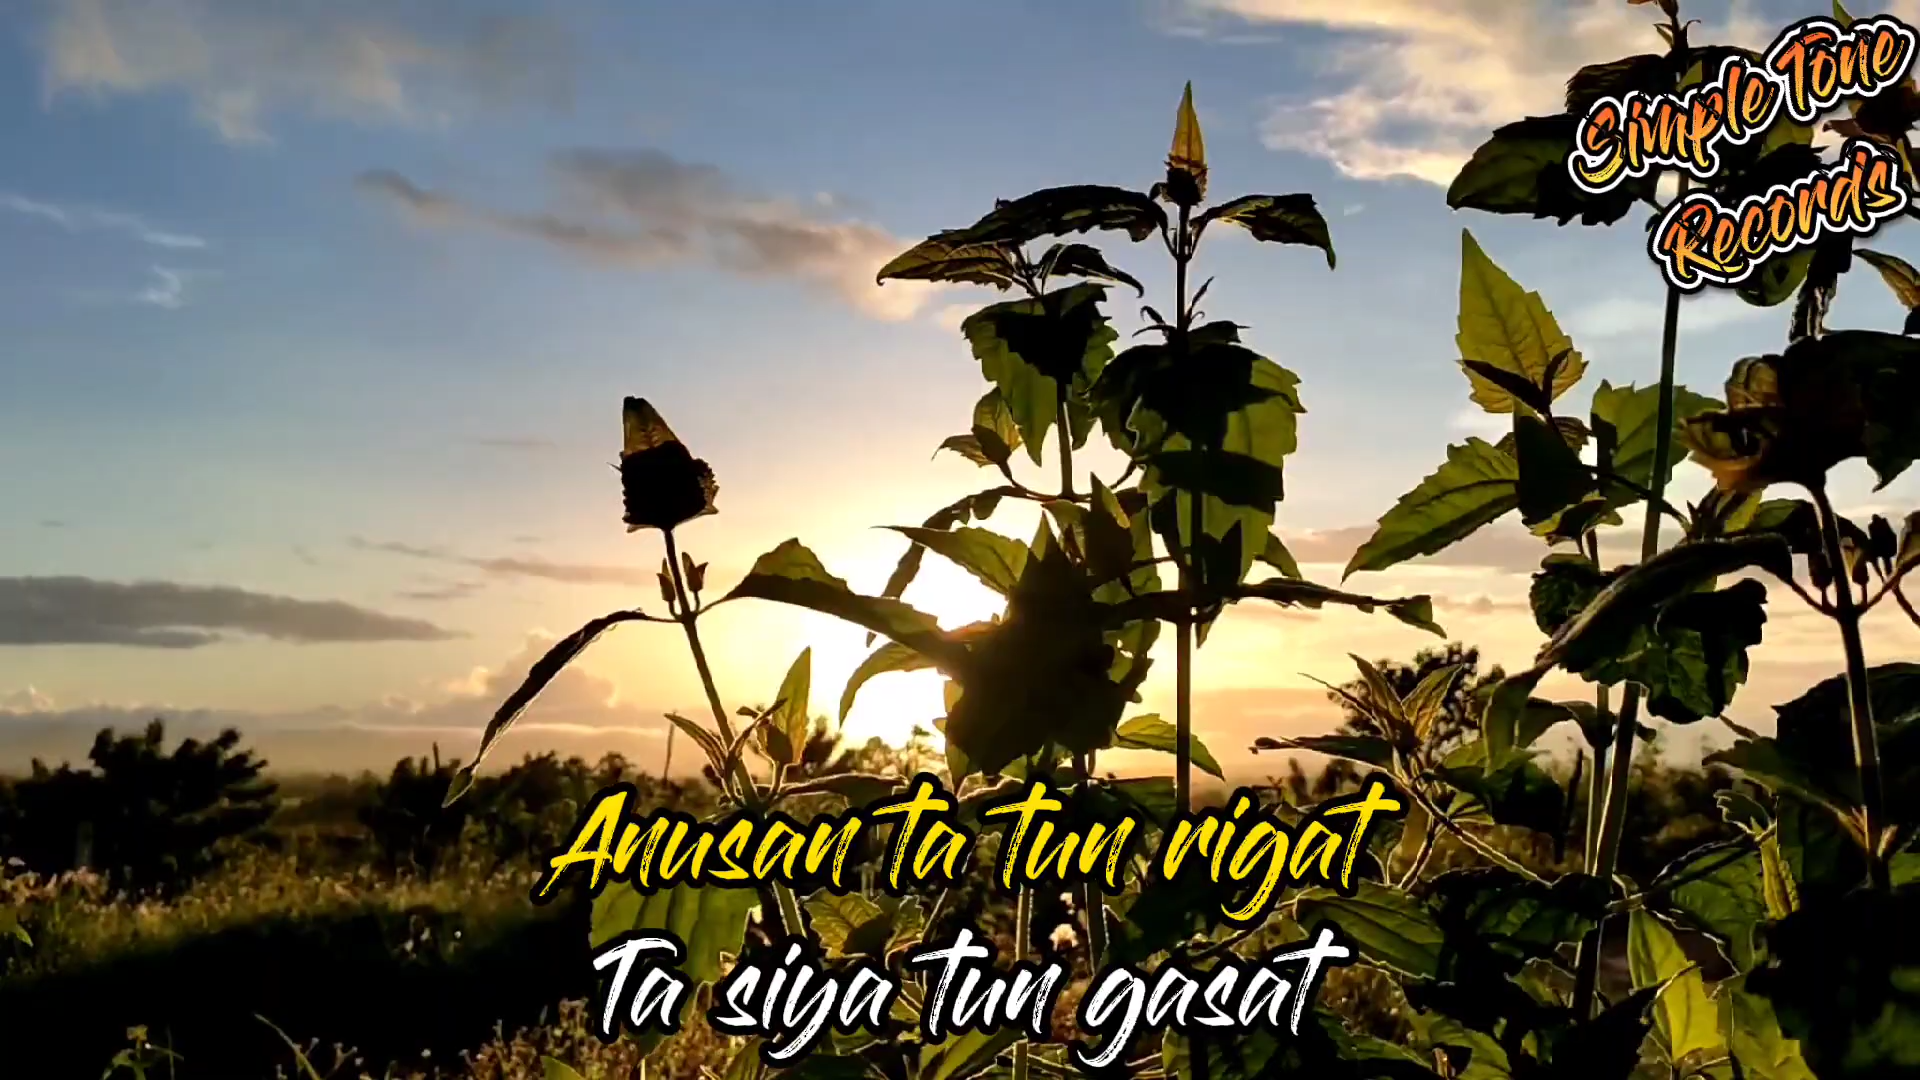 Simple Tone
Records
Anusan ta tun rigat
Ta siya tun gasat